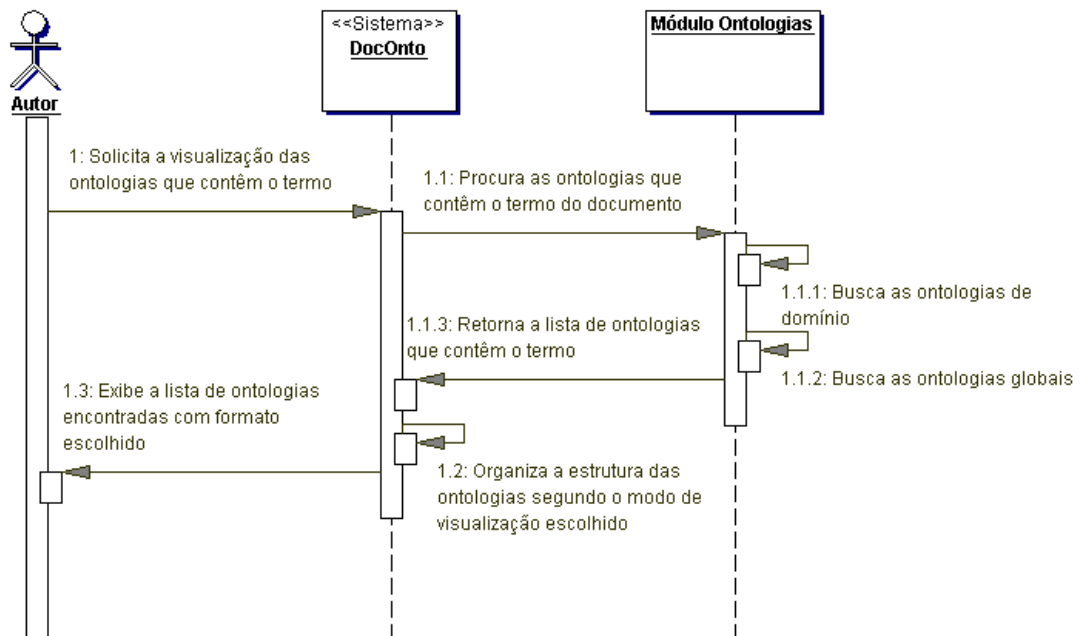 <<Sistema>>
DocOnto
Módulo Ontologias
Autor
1: Solicita a visualização das
ontologias que contêm o termo
1.1: Procura as ontologias que
contêm o termo do documento
1.1.1: Busca as ontologias de
domínio
1.1.2: Busca as ontologias globais
1.1.3: Retorna a lista de ontologias
que contêm o termo
1.2: Organiza a estrutura das
ontologias segundo o modo de
visualização escolhido
1.3: Exibe a lista de ontologias
encontradas com formato
escolhido